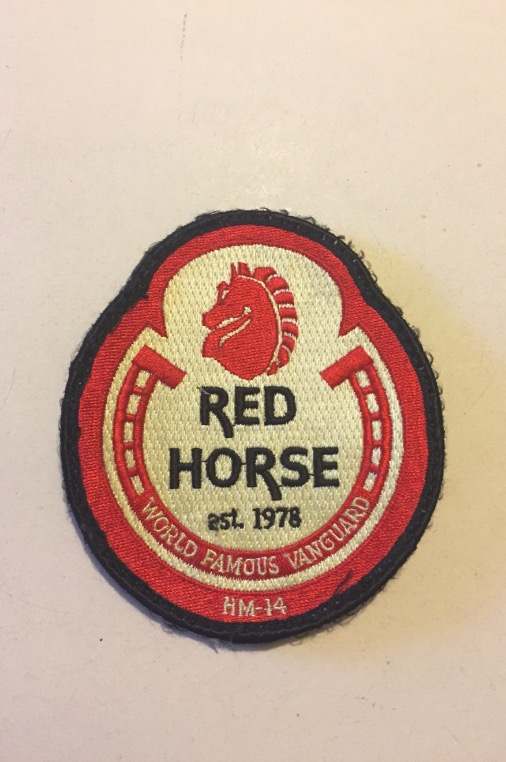 RED
HORSE
est. 1978
WORLD FAMOUS VANGUARD
HM-14